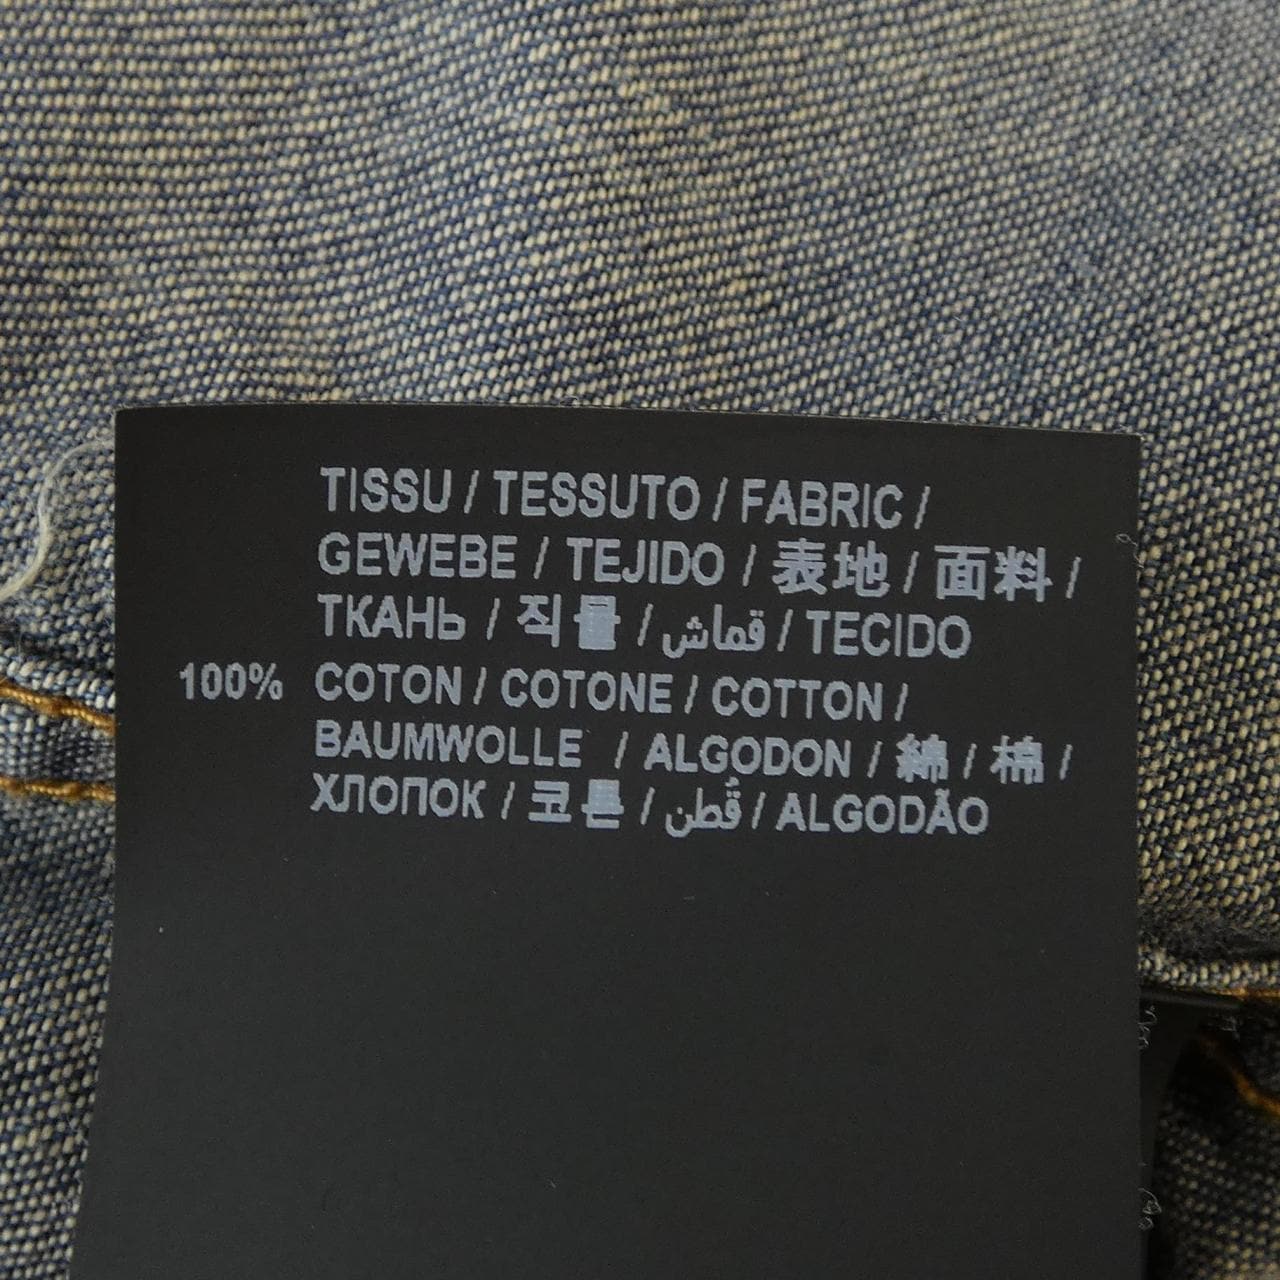 TISSU / TESSUTO / FABRIC /
GEWEBE / TEJIDO / 表地 / 面料 /
ТКАНЬ / 직물 / قماش / TECIDO
100% COTON / COTONE / COTTON /
BAUMWOLLE / ALGODON / 綿 / 棉 /
ХЛОПОК / 코튼 / قُطن / ALGODÃO